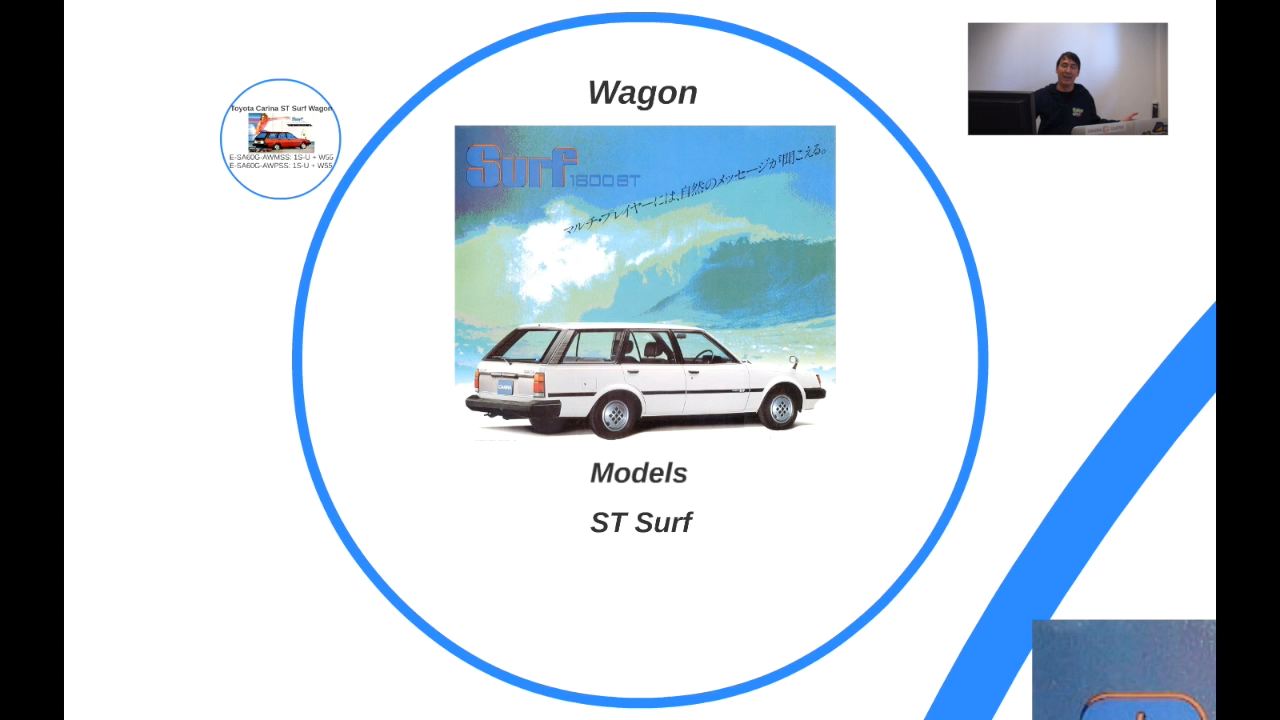 Wagon
Toyota Carina ST Surf Wagon
E-SA60G-AWMSS: 1S-U + W55
E-SA60G-AWPSS: 1S-U + W55
Surf 1800ST
マルチ・プレイヤーには、自然のメッセージが聞こえる。
CARINA
Models
ST Surf